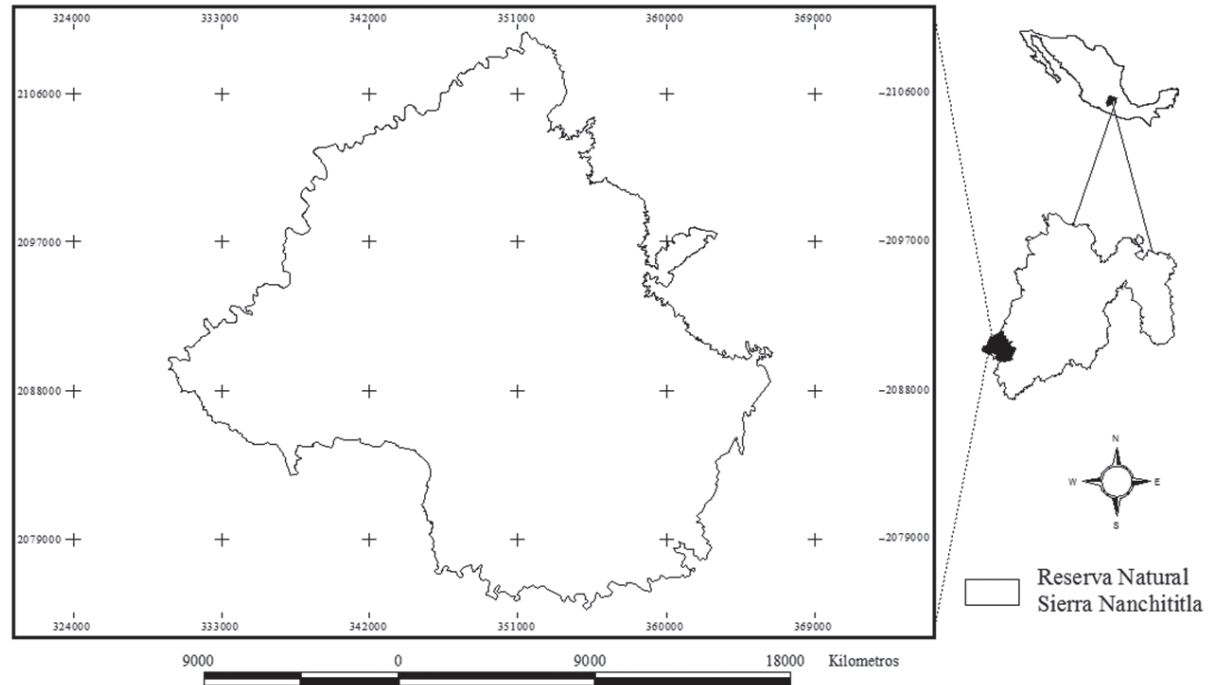 324000 333000 342000 351000 360000 369000
2106000 -2106000
2097000 -2097000
2088000 -2088000
2079000 -2079000
324000 333000 342000 351000 360000 369000
N
W E
S
Reserva Natural
Sierra Nanchititla
9000 0 9000 18000 Kilometros